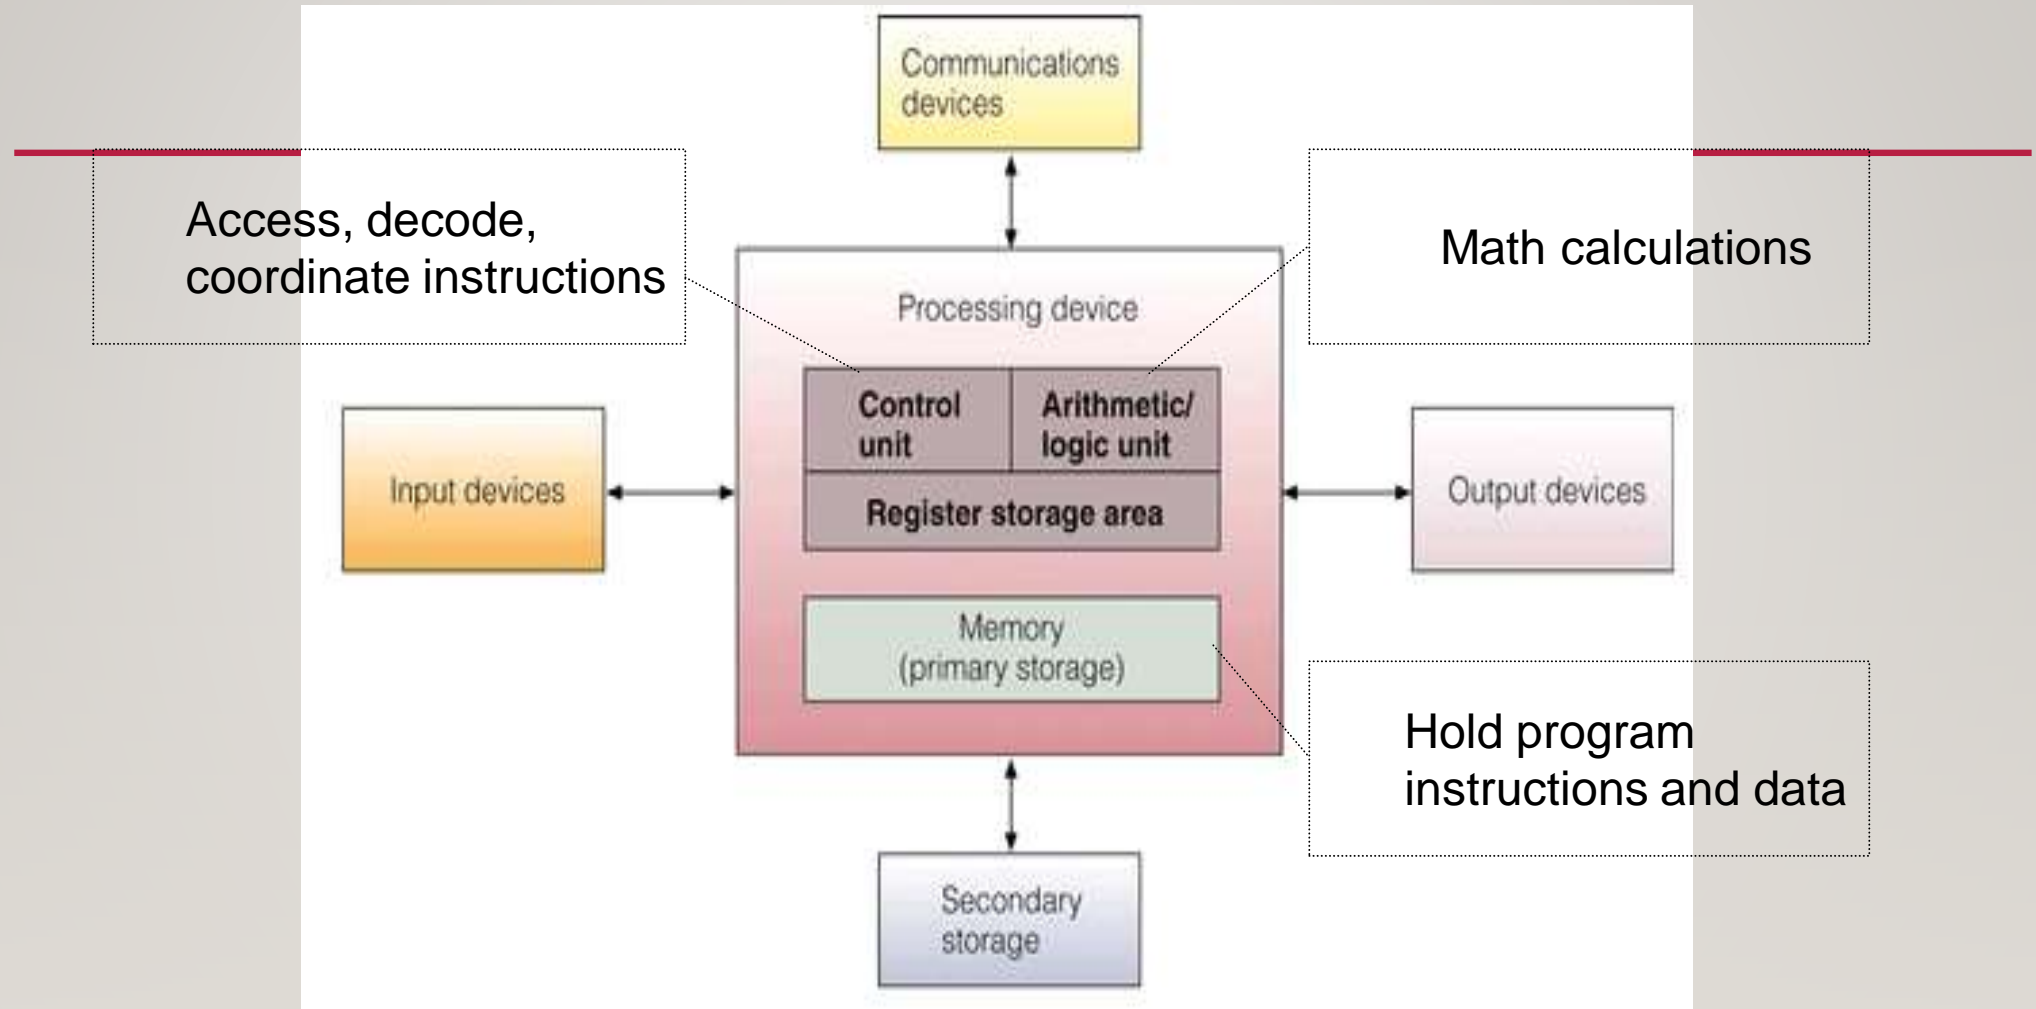 Communications
devices
Access, decode,
coordinate instructions
Math calculations
Processing device
Control
unit
Arithmetic/
logic unit
Input devices
Output devices
Register storage area
Memory
(primary storage)
Hold program
instructions and data
Secondary
storage